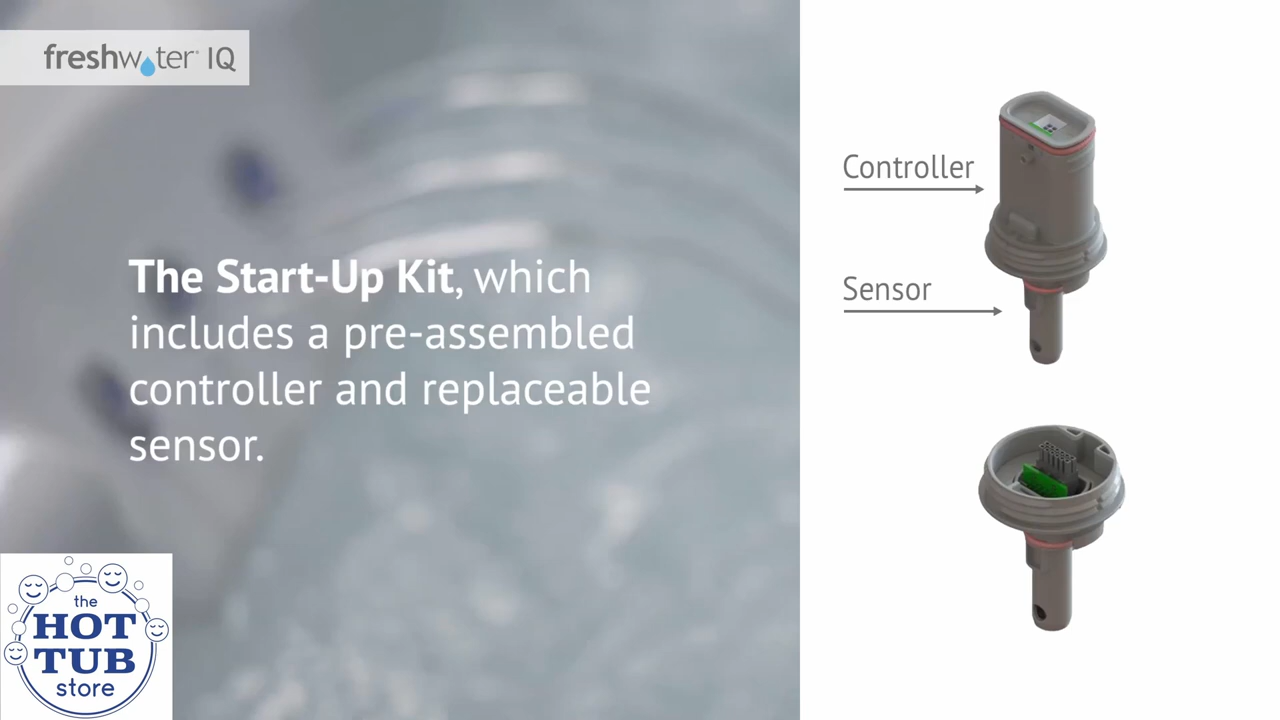 freshwater IQ
The Start-Up Kit, which
includes a pre-assembled
controller and replaceable
sensor.
Controller
Sensor
the
HOT
TUB
store